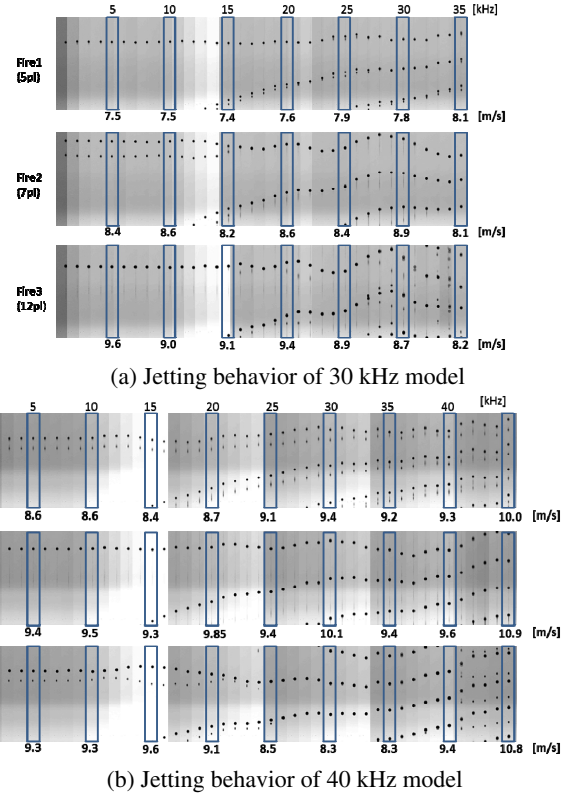 5 10 15 20 25 30 35 [kHz]
Fire1
(5pl)
7.5 7.5 7.4 7.6 7.9 7.8 8.1 [m/s]
Fire2
(7pl)
8.4 8.6 8.2 8.6 8.4 8.9 8.1 [m/s]
Fire3
(12pl)
9.6 9.0 9.1 9.4 8.9 8.7 8.2 [m/s]
(a) Jetting behavior of 30 kHz model
5 10 15 20 25 30 35 40 [kHz]
8.6 8.6 8.4 8.7 9.1 9.4 9.2 9.3 10.0 [m/s]
9.4 9.5 9.3 9.85 9.4 10.1 9.4 9.6 10.9 [m/s]
9.3 9.3 9.6 9.1 8.5 8.3 8.3 9.4 10.8 [m/s]
(b) Jetting behavior of 40 kHz model